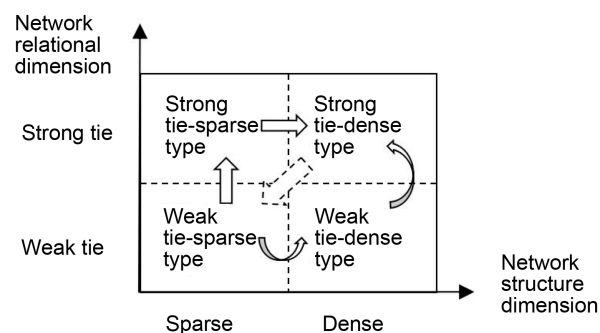 Network
relational
dimension
Strong tie
Strong
tie-sparse
type
Strong
tie-dense
type
Weak tie
Weak
tie-sparse
type
Weak
tie-dense
type
Network
structure
dimension
Sparse
Dense